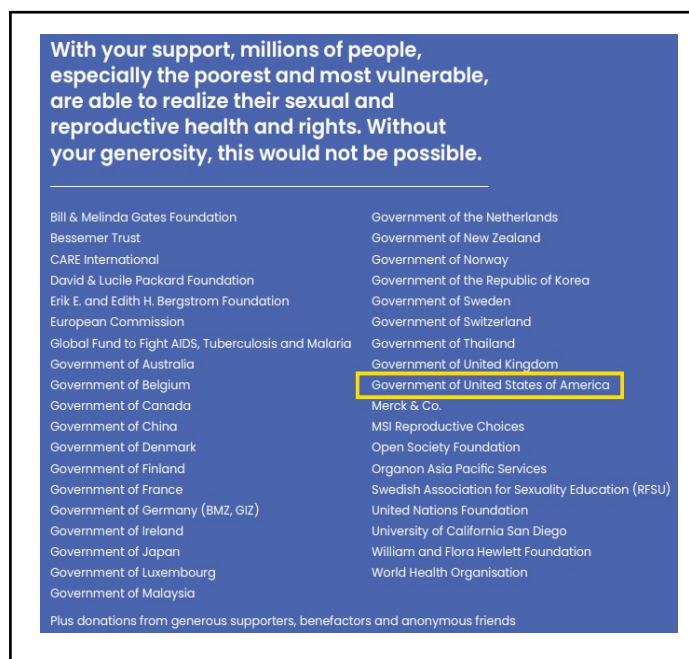 With your support, millions of people,
especially the poorest and most vulnerable,
are able to realize their sexual and
reproductive health and rights. Without
your generosity, this would not be possible.
Bill & Melinda Gates Foundation
Bessemer Trust
CARE International
David & Lucile Packard Foundation
Erik E. and Edith H. Bergstrom Foundation
European Commission
Global Fund to Fight AIDS, Tuberculosis and Malaria
Government of Australia
Government of Belgium
Government of Canada
Government of China
Government of Denmark
Government of Finland
Government of France
Government of Germany (BMZ, GIZ)
Government of Ireland
Government of Japan
Government of Luxembourg
Government of Malaysia
Government of the Netherlands
Government of New Zealand
Government of Norway
Government of the Republic of Korea
Government of Sweden
Government of Switzerland
Government of Thailand
Government of United Kingdom
Government of United States of America
Merck & Co.
MSI Reproductive Choices
Open Society Foundation
Organon Asia Pacific Services
Swedish Association for Sexuality Education (RFSU)
United Nations Foundation
University of California San Diego
William and Flora Hewlett Foundation
World Health Organisation
Plus donations from generous supporters, benefactors and anonymous friends